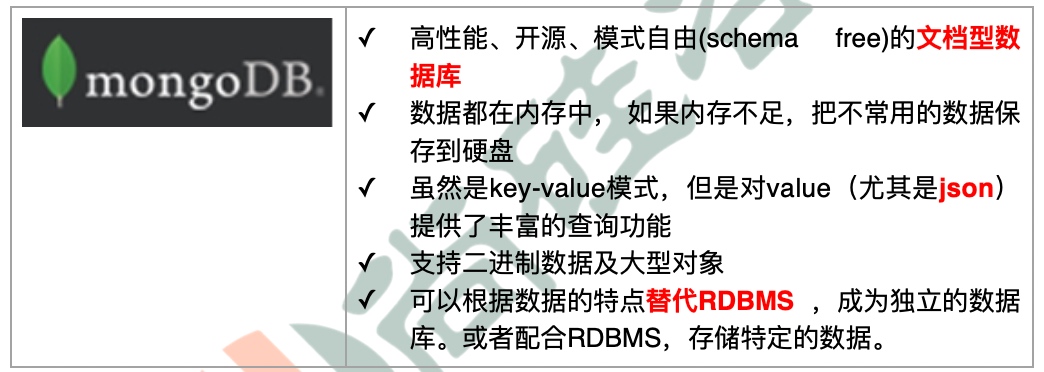 mongoDB.
✓ 高性能、开源、模式自由(schema free)的文档型数
据库
✓ 数据都在内存中， 如果内存不足，把不常用的数据保
存到硬盘
✓ 虽然是key-value模式，但是对value（尤其是json）
提供了丰富的查询功能
✓ 支持二进制数据及大型对象
✓ 可以根据数据的特点替代RDBMS ，成为独立的数据
库。或者配合RDBMS，存储特定的数据。